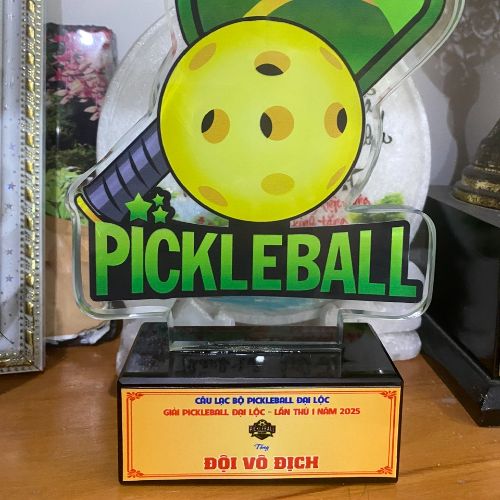 PICKLEBALL
CÂU LẠC BỘ PICKLEBALL ĐẠI LỘC
GIẢI PICKLEBALL ĐẠI LỘC - LẦN THỨ I NĂM 2025
PICKLEBALL
Tặng
ĐỘI VÔ ĐỊCH